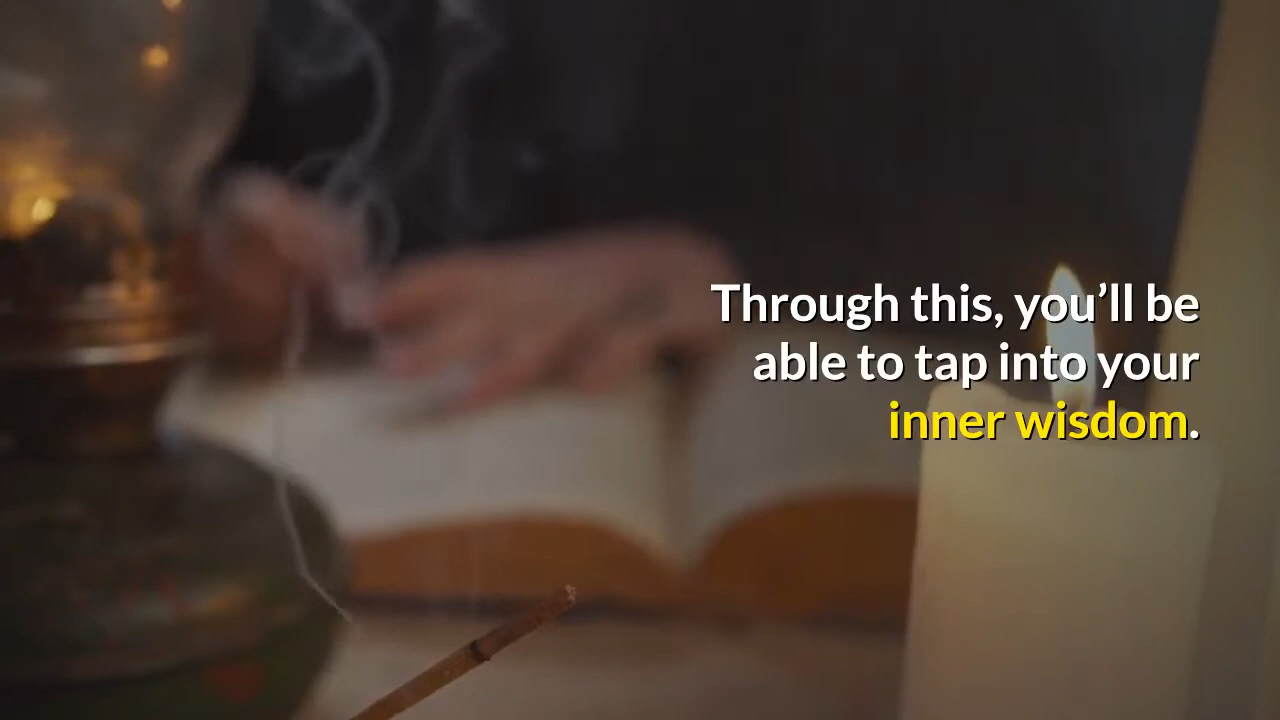 Through this, you’ll be
able to tap into your
inner wisdom.